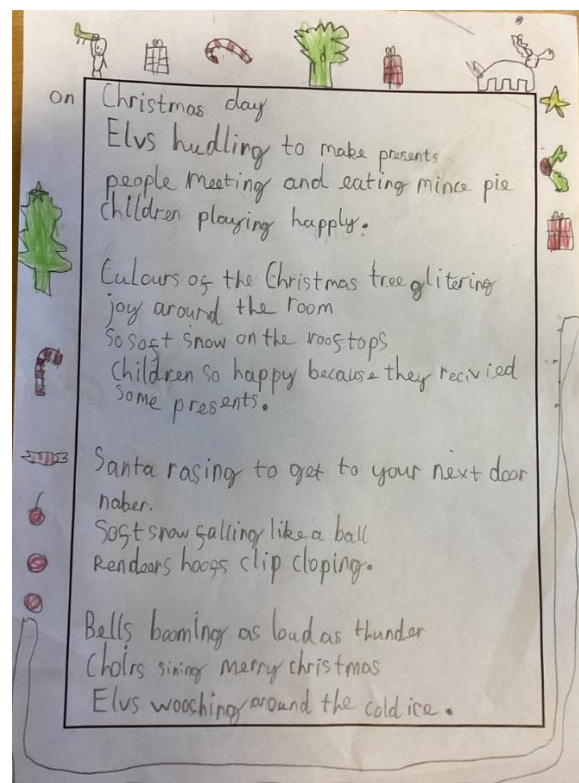 on Christmas day
Elvs hudling to make presents
people meeting and eating mince pie
children playing happly.
Culours of the Christmas tree glitering
joy around the room
So soft snow on the rooftops
Children so happy because they recivied
some presents.
Santa rasing to get to your next door
naber.
Soft snow falling like a ball
Rendears hoofs clip cloping.
Bells booming as loud as thunder
Choirs sining merry christmas
Elvs wooshing around the cold ice.